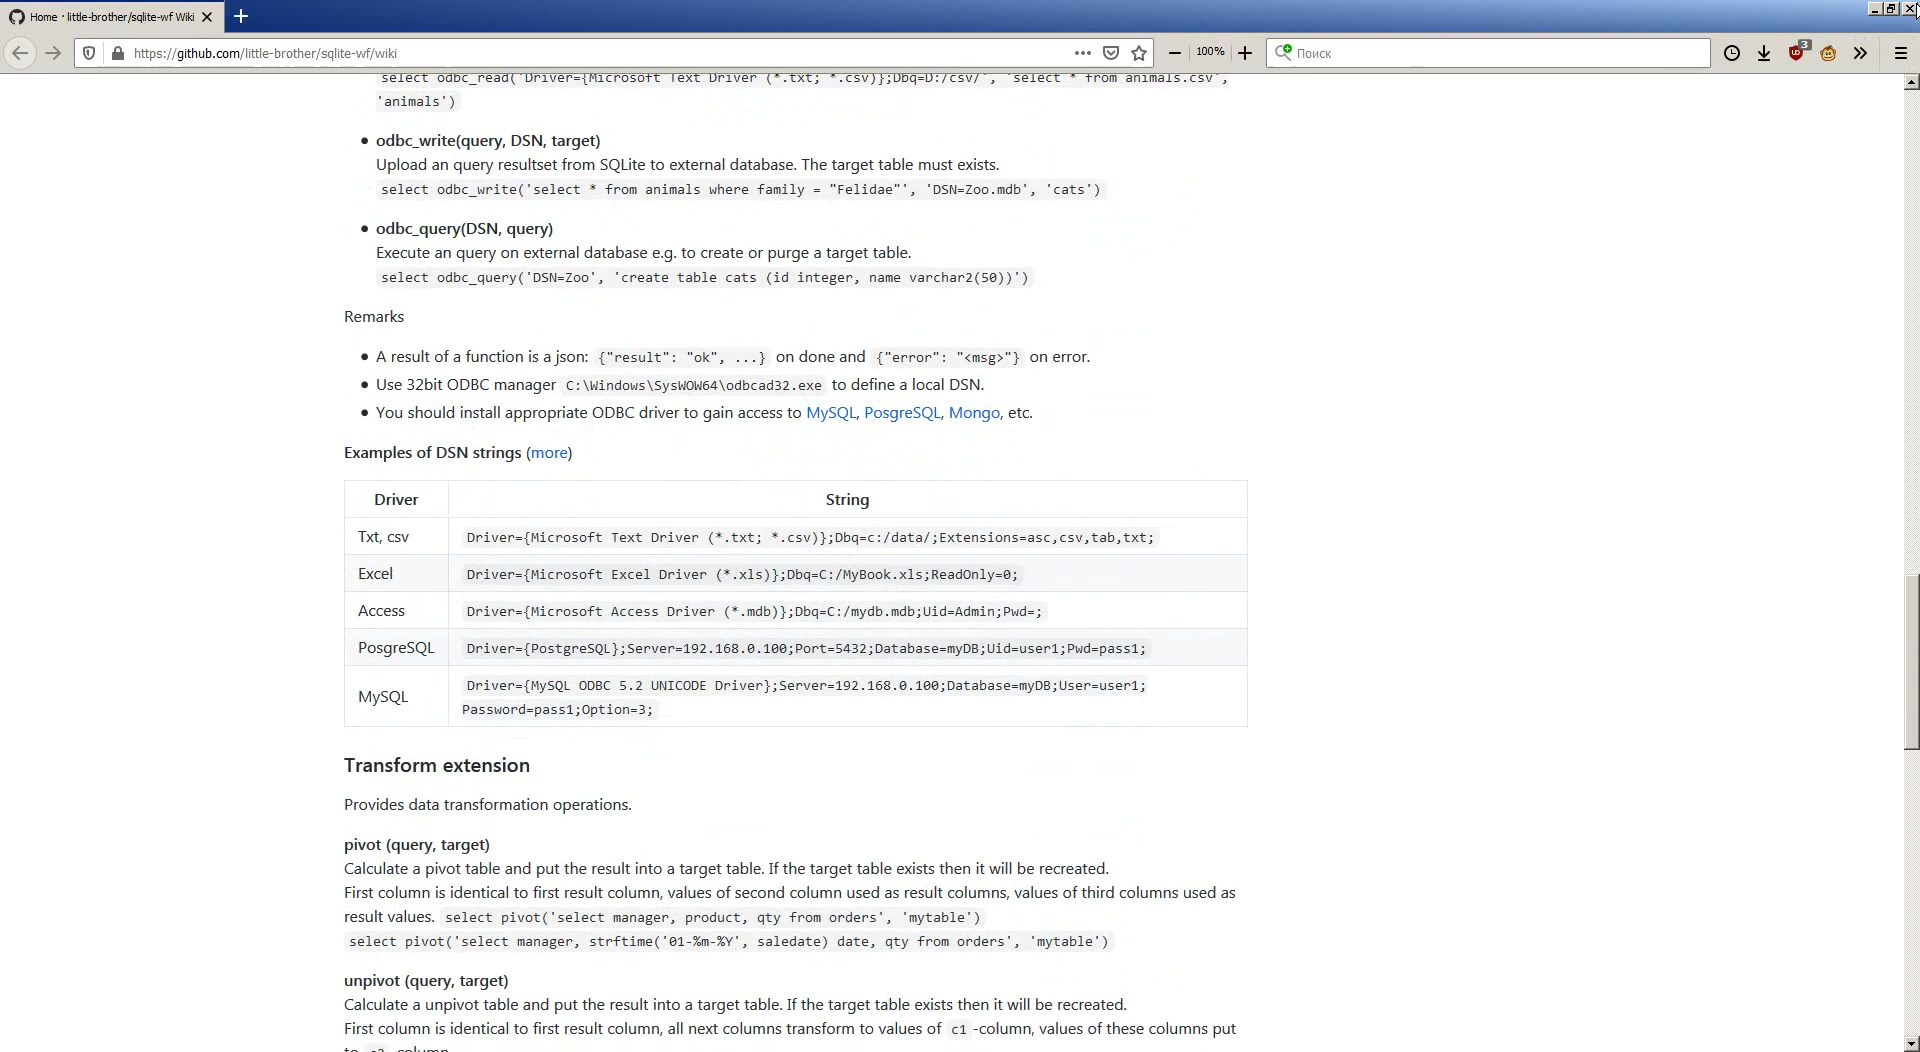 Home · little-brother/sqlite-wf Wiki
https://github.com/little-brother/sqlite-wf/wiki
100%
Поиск
3
select odbc_read('Driver={Microsoft Text Driver (*.txt; *.csv)};Dbq=D:/csv/', 'select * from animals.csv',
'animals')
• odbc_write(query, DSN, target)
Upload an query resultset from SQLite to external database. The target table must exists.
select odbc_write('select * from animals where family = "Felidae"', 'DSN=Zoo.mdb', 'cats')
• odbc_query(DSN, query)
Execute an query on external database e.g. to create or purge a target table.
select odbc_query('DSN=Zoo', 'create table cats (id integer, name varchar2(50))')
Remarks
• A result of a function is a json: {"result": "ok", ...} on done and {"error": "<msg>"} on error.
• Use 32bit ODBC manager C:\Windows\SysWOW64\odbcad32.exe to define a local DSN.
• You should install appropriate ODBC driver to gain access to MySQL, PosgreSQL, Mongo, etc.
Examples of DSN strings (more)
Driver String
Txt, csv Driver={Microsoft Text Driver (*.txt; *.csv)};Dbq=c:/data/;Extensions=asc,csv,tab,txt;
Excel Driver={Microsoft Excel Driver (*.xls)};Dbq=C:/MyBook.xls;ReadOnly=0;
Access Driver={Microsoft Access Driver (*.mdb)};Dbq=C:/mydb.mdb;Uid=Admin;Pwd=;
PosgreSQL Driver={PostgreSQL};Server=192.168.0.100;Port=5432;Database=myDB;Uid=user1;Pwd=pass1;
MySQL Driver={MySQL ODBC 5.2 UNICODE Driver};Server=192.168.0.100;Database=myDB;User=user1;
Password=pass1;Option=3;
Transform extension
Provides data transformation operations.
pivot (query, target)
Calculate a pivot table and put the result into a target table. If the target table exists then it will be recreated.
First column is identical to first result column, values of second column used as result columns, values of third columns used as
result values. select pivot('select manager, product, qty from orders', 'mytable')
select pivot('select manager, strftime('01-%m-%Y', saledate) date, qty from orders', 'mytable')
unpivot (query, target)
Calculate a unpivot table and put the result into a target table. If the target table exists then it will be recreated.
First column is identical to first result column, all next columns transform to values of c1 -column, values of these columns put
to c2 -column